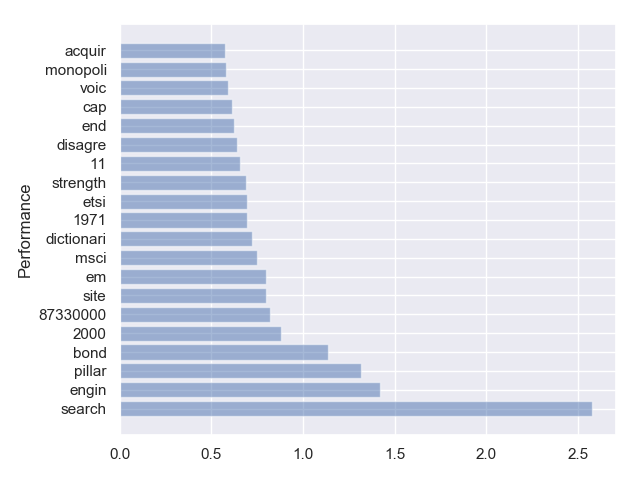 acquir
monopoli
voic
cap
end
disagre
11
strength
etsi
1971
dictionari
msci
em
site
87330000
2000
bond
pillar
engin
search
Performance
0.0 0.5 1.0 1.5 2.0 2.5